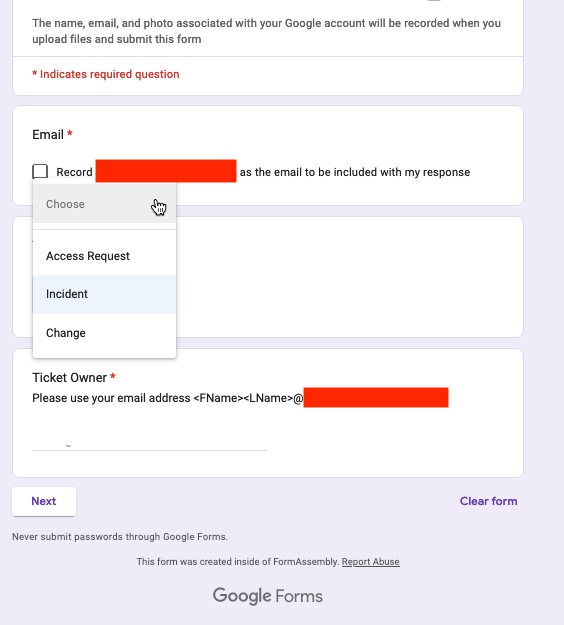 The name, email, and photo associated with your Google account will be recorded when you
upload files and submit this form
* Indicates required question
Email *
Record as the email to be included with my response
Choose
Access Request
Incident
Change
Ticket Owner *
Please use your email address <FName><LName>@
Next
Clear form
Never submit passwords through Google Forms.
This form was created inside of FormAssembly. Report Abuse
Google Forms